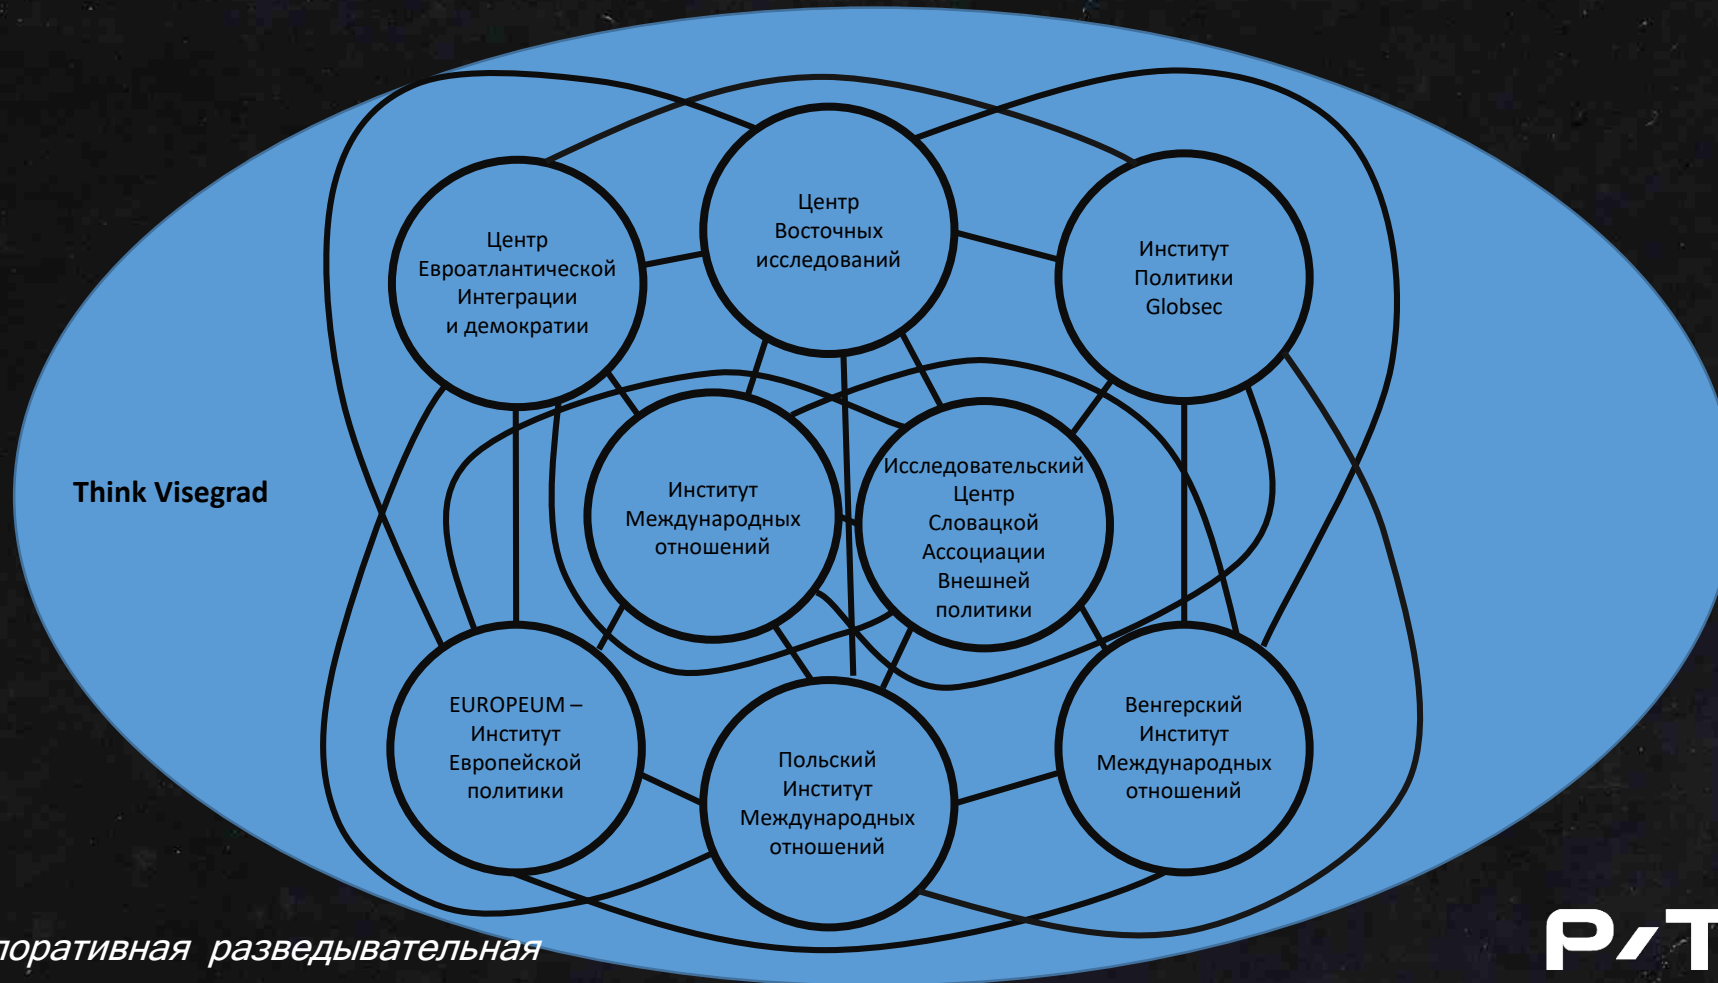 Центр
Восточных
исследований
Центр
Евроатлантической
Интеграции
и демократии
Институт
Политики
Globsec
Think Visegrad
Институт
Международных
отношений
Исследовательский
Центр
Словацкой
Ассоциации
Внешней
политики
EUROPEUM –
Институт
Европейской
политики
Польский
Институт
Международных
отношений
Венгерский
Институт
Международных
отношений
поративная разведывательная